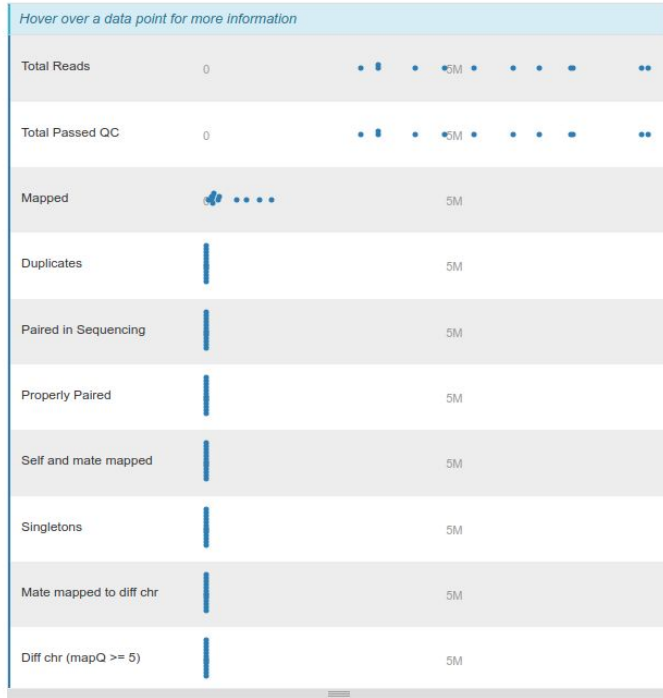 Hover over a data point for more information
Total Reads 0 5M
Total Passed QC 0 5M
Mapped 0 5M
Duplicates 5M
Paired in Sequencing 5M
Properly Paired 5M
Self and mate mapped 5M
Singletons 5M
Mate mapped to diff chr 5M
Diff chr (mapQ >= 5) 5M